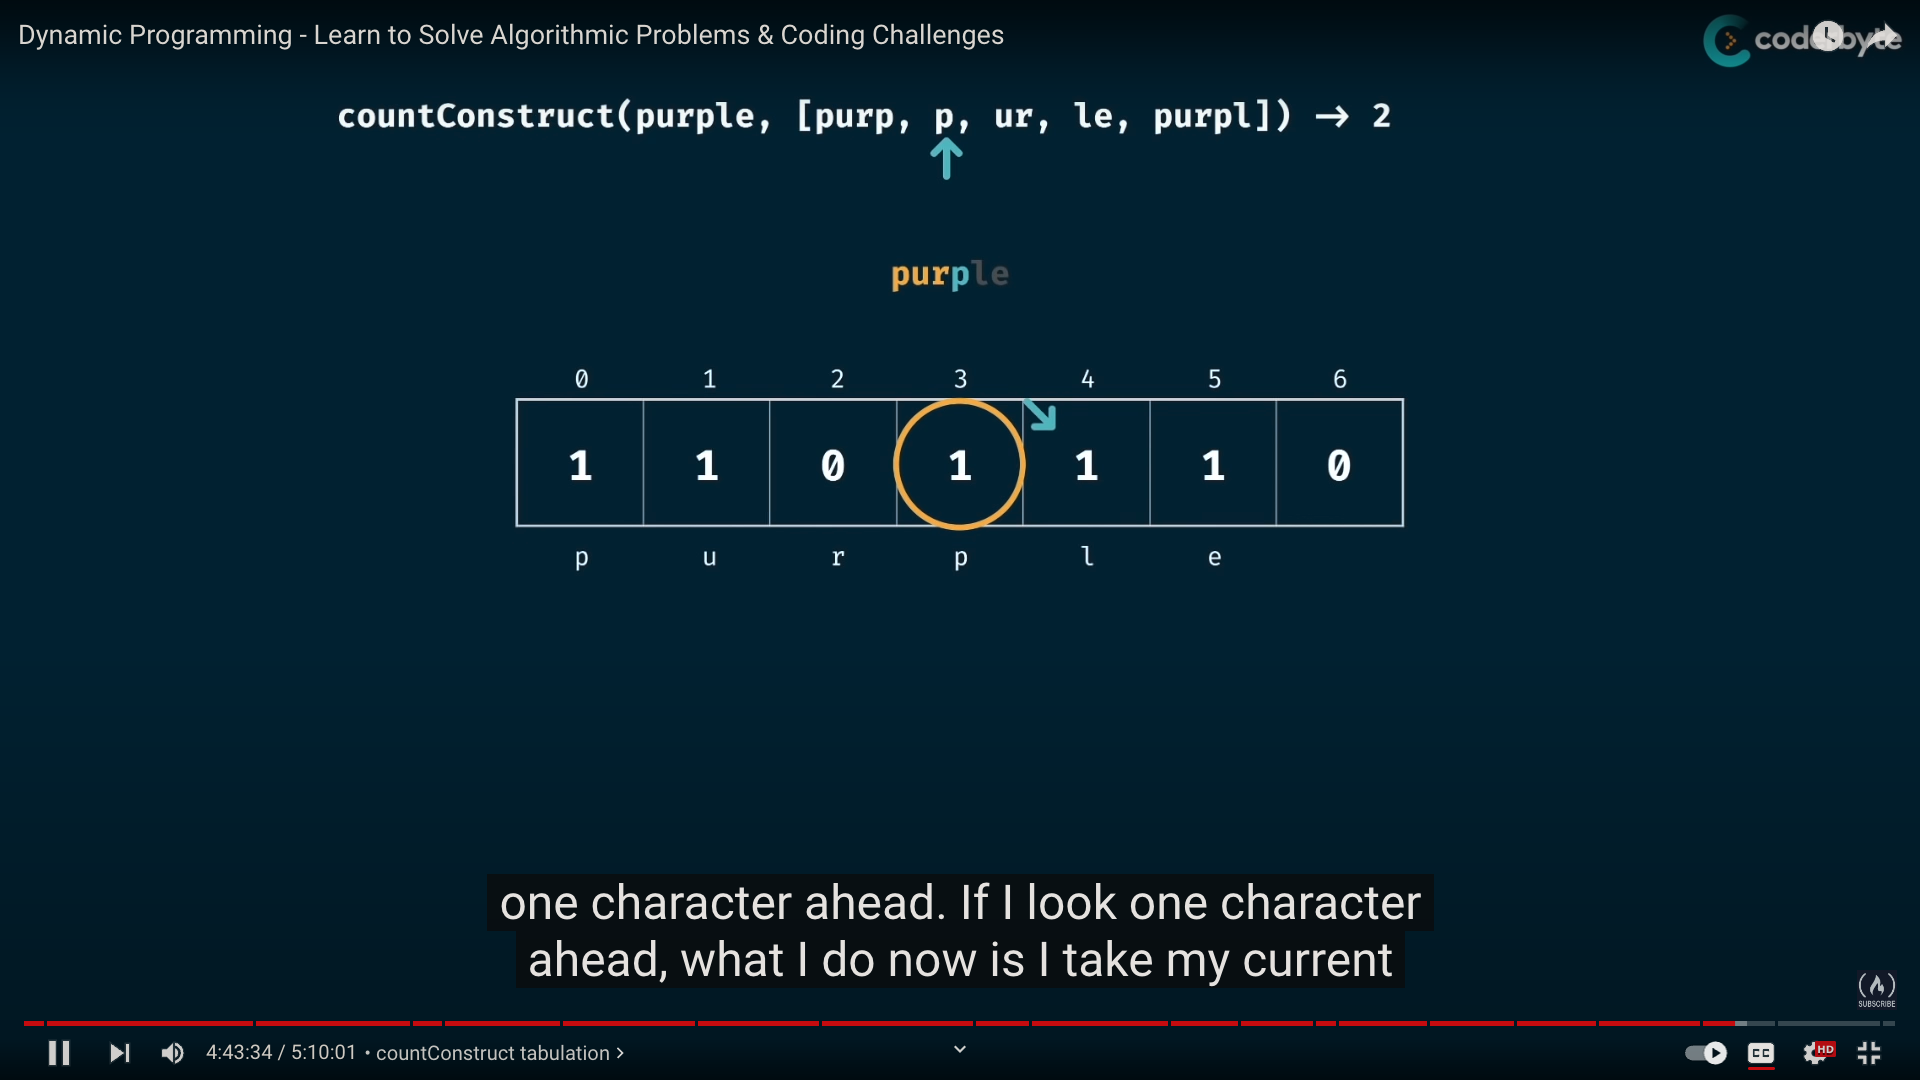 Dynamic Programming - Learn to Solve Algorithmic Problems & Coding Challenges
coderbyte
countConstruct(purple, [purp, p, ur, le, purpl]) → 2
purple
0 1 2 3 4 5 6
1 1 0 1 1 1 0
p u r p l e
one character ahead. If I look one character
ahead, what I do now is I take my current
SUBSCRIBE
4:43:34 / 5:10:01 • countConstruct tabulation
CC
HD